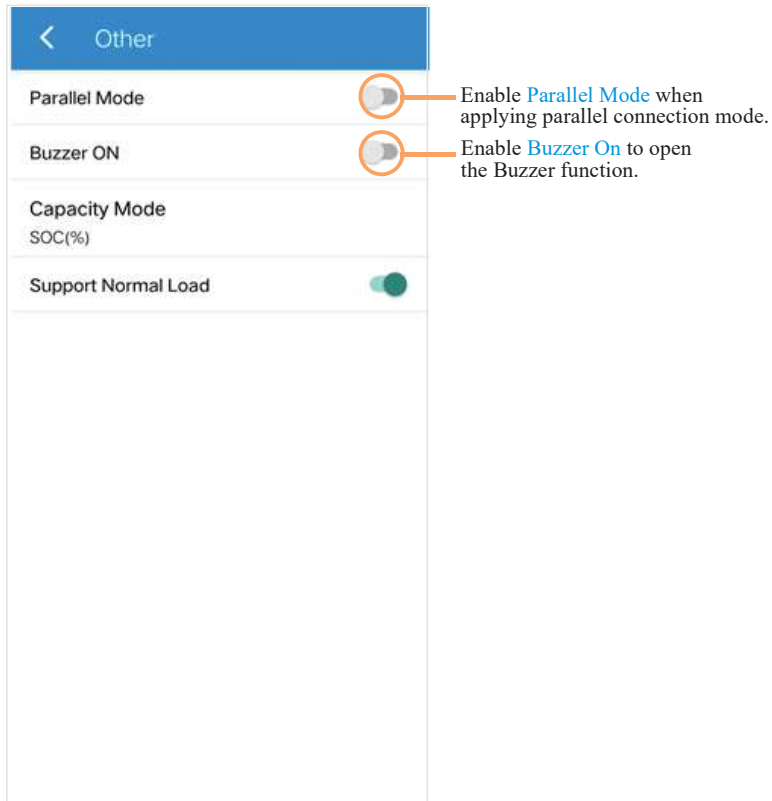 Other
Parallel Mode
Enable Parallel Mode when
applying parallel connection mode.
Buzzer ON
Enable Buzzer On to open
the Buzzer function.
Capacity Mode
SOC(%)
Support Normal Load